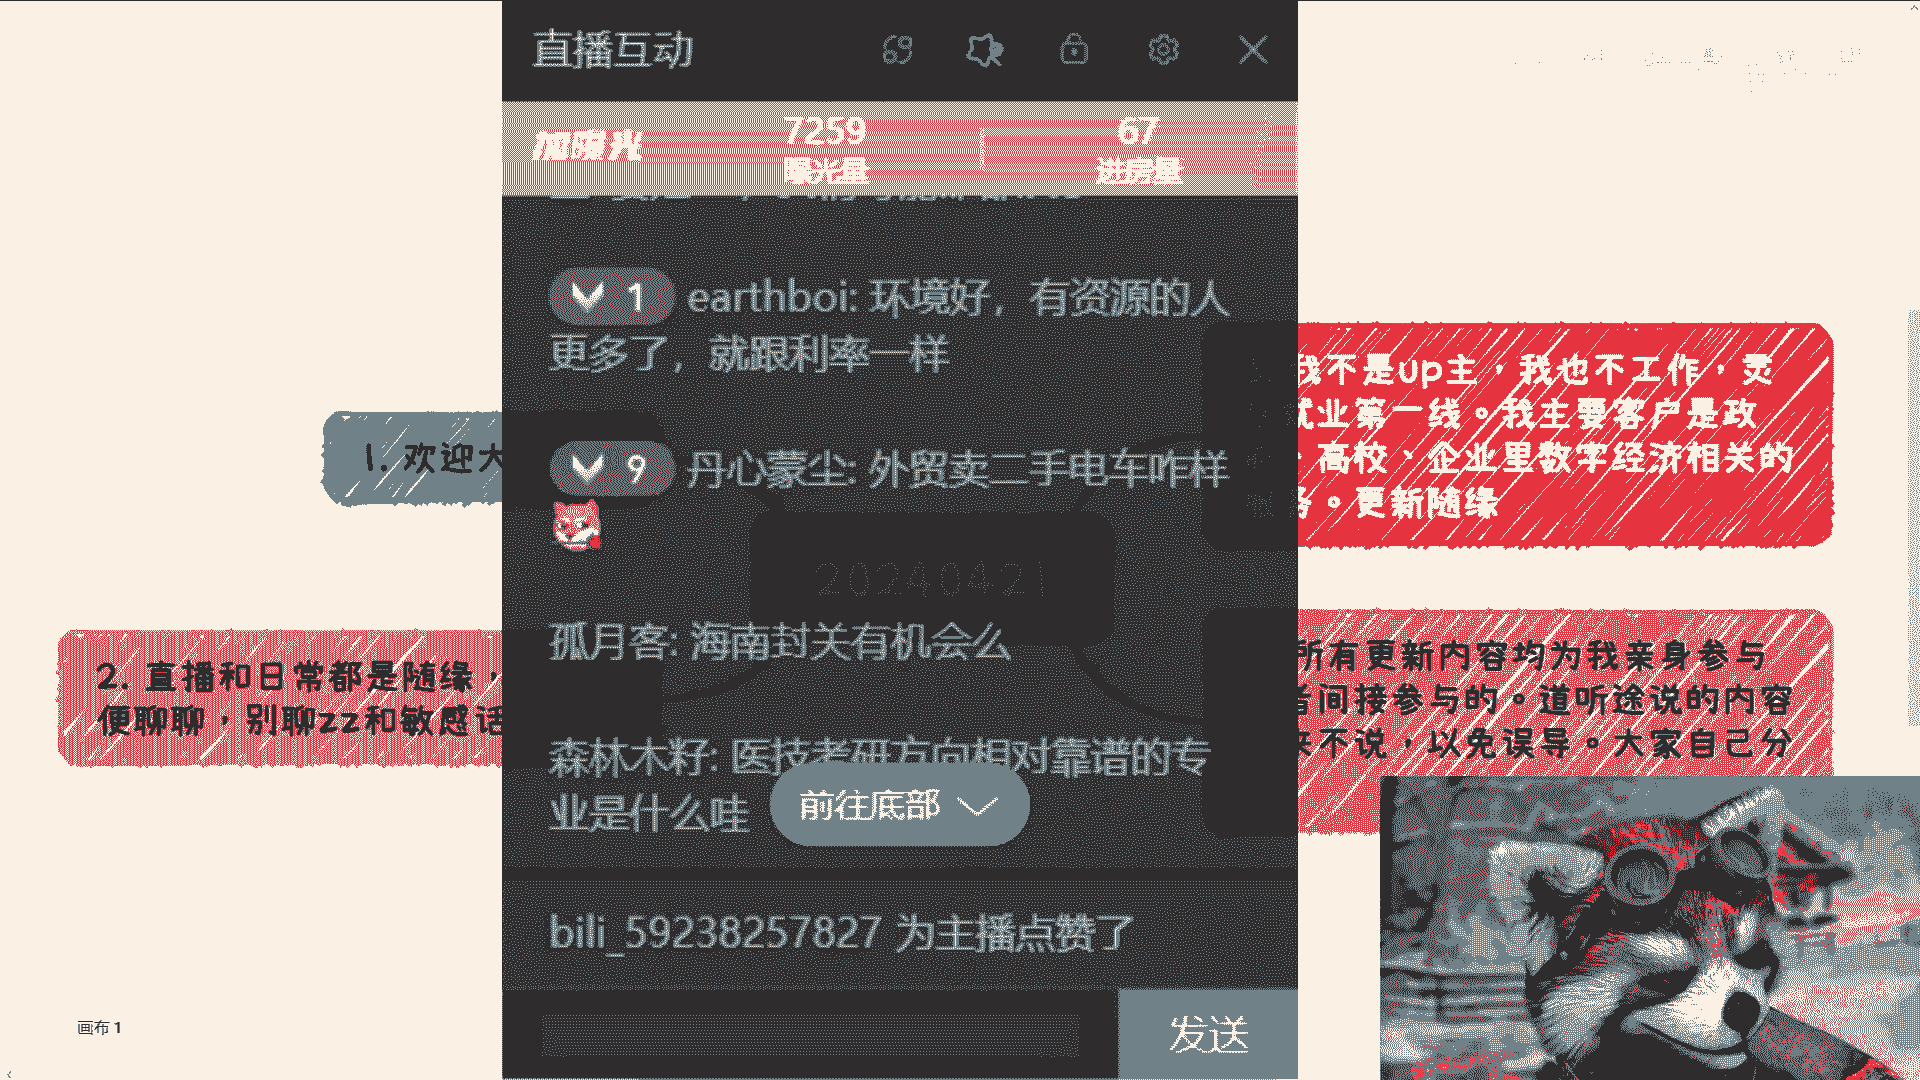 直播互动
加曝光
7259
曝光量
67
进房量
1 earthboi: 环境好，有资源的人
更多了，就跟利率一样
9 丹心蒙尘: 外贸卖二手电车咋样
孤月客: 海南封关有机会么
森林木籽: 医技考研方向相对靠谱的专
业是什么哇
前往底部
bili_59238257827 为主播点赞了
发送
1. 欢迎大
2. 直播和日常都是随缘，
便聊聊，别聊zz和敏感话
20240421
我不是up主，我也不工作，灵
就业第一线。我主要客户是政
、高校、企业里数字经济相关的
务。更新随缘
所有更新内容均为我亲身参与
者间接参与的。道听途说的内容
来不说，以免误导。大家自己分
画布 1